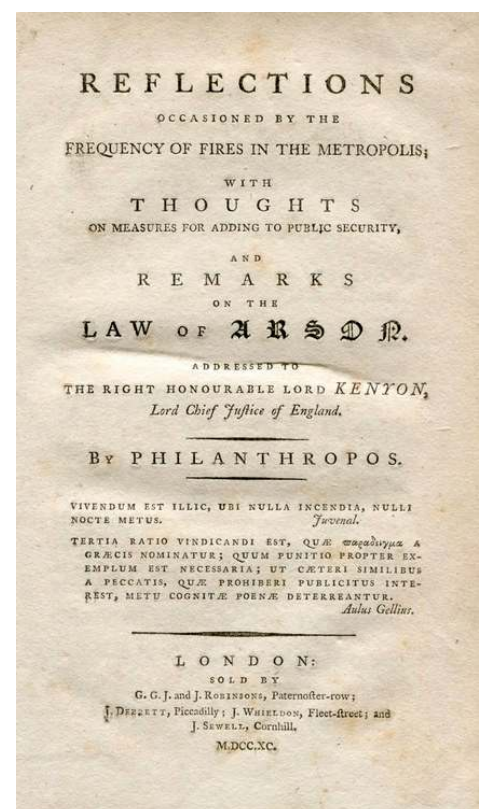 REFLECTIONS
OCCASIONED BY THE
FREQUENCY OF FIRES IN THE METROPOLIS;
WITH
THOUGHTS
ON MEASURES FOR ADDING TO PUBLIC SECURITY,
AND
REMARKS
ON THE
LAW OF ARSON.
ADDRESSED TO
THE RIGHT HONOURABLE LORD KENYON,
Lord Chief Juſtice of England.
BY PHILANTHROPOS.
VIVENDUM EST ILLIC, UBI NULLA INCENDIA, NULLI
NOCTE METUS. Juvenal.
TERTIA RATIO VINDICANDI EST, QUÆ παραδειγμα A
GRÆCIS NOMINATUR; QUUM PUNITIO PROPTER EX-
EMPLUM EST NECESSARIA; UT CÆTERI SIMILIBUS
A PECCATIS, QUÆ PROHIBERI PUBLICITUS INTE-
REST, METU COGNITÆ POENÆ DETERREANTUR.
Aulus Gellius.
LONDON:
SOLD BY
G. G. J. and J. ROBINSONS, Paternoſter-row;
J. DEBRETT, Piccadilly; J. WHIELDON, Fleet-ſtreet; and
J. SEWELL, Cornhill.
M.DCC.XC.